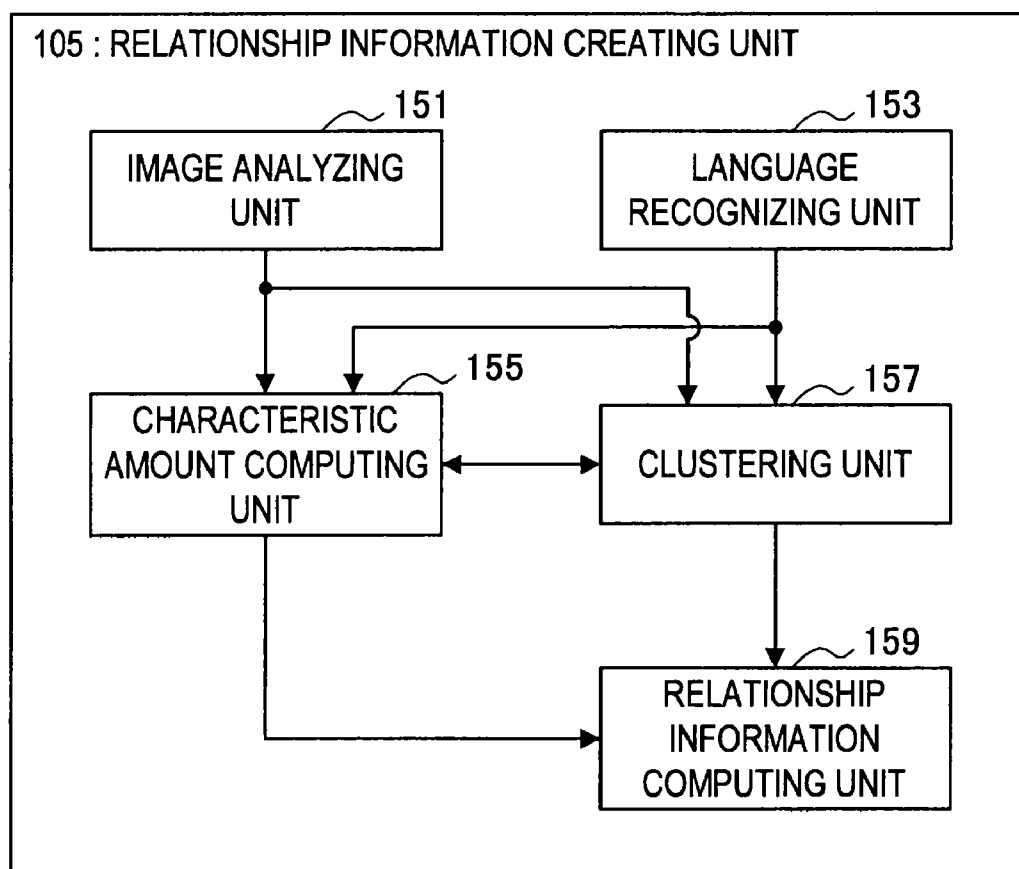 105 : RELATIONSHIP INFORMATION CREATING UNIT
151
IMAGE ANALYZING
UNIT
153
LANGUAGE
RECOGNIZING UNIT
155
CHARACTERISTIC
AMOUNT COMPUTING
UNIT
157
CLUSTERING UNIT
159
RELATIONSHIP
INFORMATION
COMPUTING UNIT